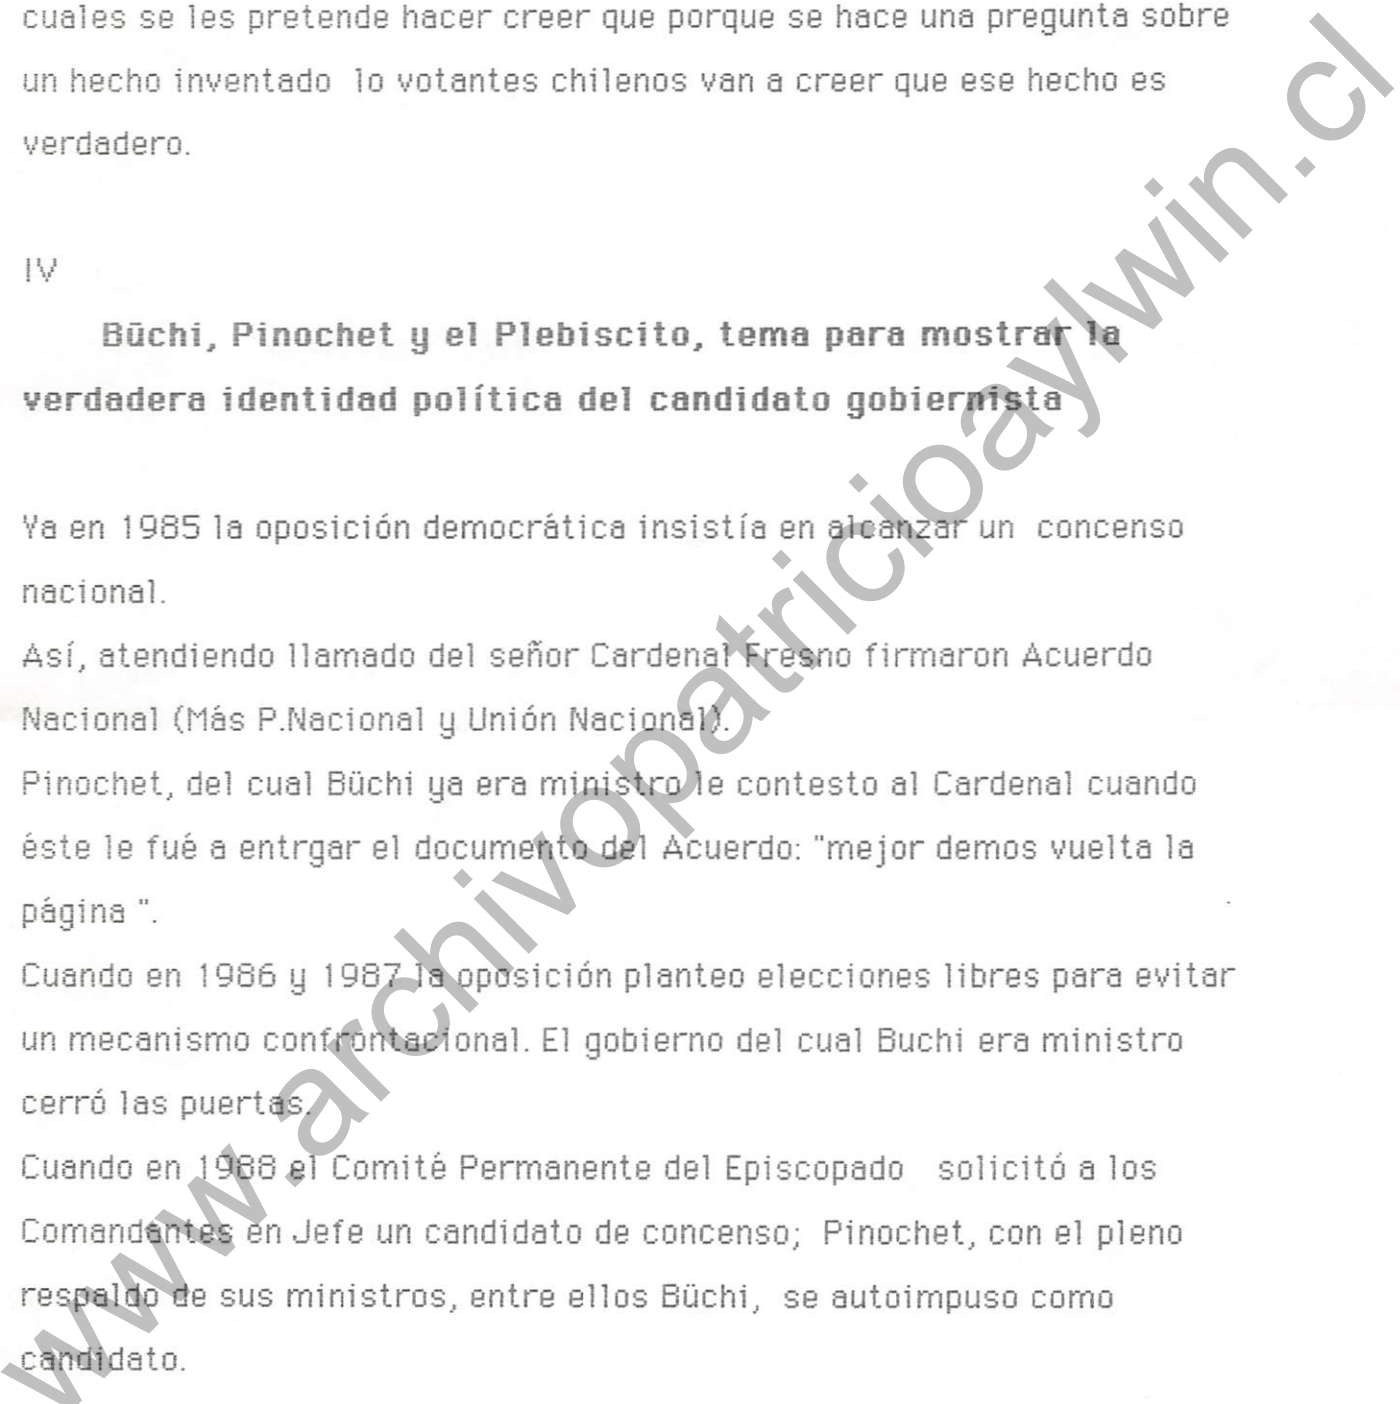 cuales se les pretende hacer creer que porque se hace una pregunta sobre
un hecho inventado lo votantes chilenos van a creer que ese hecho es
verdadero.
IV
Büchi, Pinochet y el Plebiscito, tema para mostrar la
verdadera identidad política del candidato gobiernista
Ya en 1985 la oposición democrática insistía en alcanzar un concenso
nacional.
Así, atendiendo llamado del señor Cardenal Fresno firmaron Acuerdo
Nacional (Más P.Nacional y Unión Nacional).
Pinochet, del cual Büchi ya era ministro le contesto al Cardenal cuando
éste le fué a entrgar el documento del Acuerdo: "mejor demos vuelta la
página ".
Cuando en 1986 y 1987 la oposición planteo elecciones libres para evitar
un mecanismo confrontacional. El gobierno del cual Buchi era ministro
cerró las puertas.
Cuando en 1988 el Comité Permanente del Episcopado solicitó a los
Comandantes en Jefe un candidato de concenso; Pinochet, con el pleno
respaldo de sus ministros, entre ellos Büchi, se autoimpuso como
candidato.
www.archivopatricioaylwin.cl